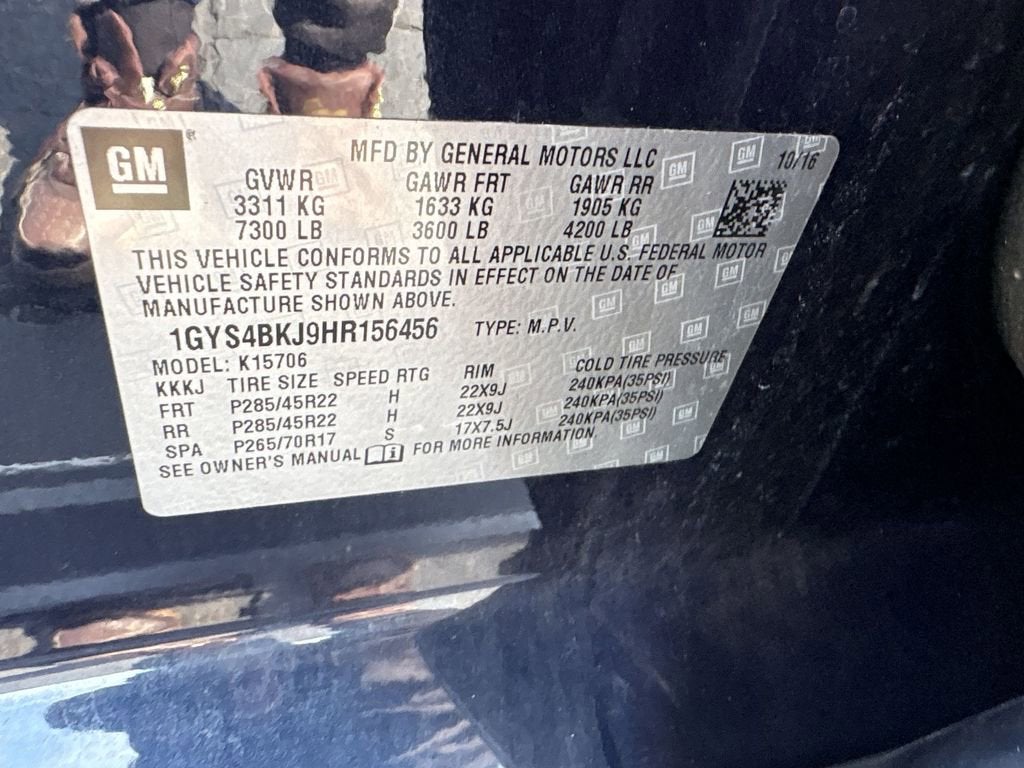 GM ®
MFD BY GENERAL MOTORS LLC 10/16
GVWR GAWR FRT GAWR RR
3311 KG 1633 KG 1905 KG
7300 LB 3600 LB 4200 LB
THIS VEHICLE CONFORMS TO ALL APPLICABLE U.S. FEDERAL MOTOR
VEHICLE SAFETY STANDARDS IN EFFECT ON THE DATE OF
MANUFACTURE SHOWN ABOVE.
1GYS4BKJ9HR156456 TYPE: M.P.V.
MODEL: K15706
KKKJ TIRE SIZE SPEED RTG RIM COLD TIRE PRESSURE
FRT P285/45R22 H 22X9J 240KPA(35PSI)
RR P285/45R22 H 22X9J 240KPA(35PSI)
SPA P265/70R17 S 17X7.5J 240KPA(35PSI)
SEE OWNER'S MANUAL FOR MORE INFORMATION.